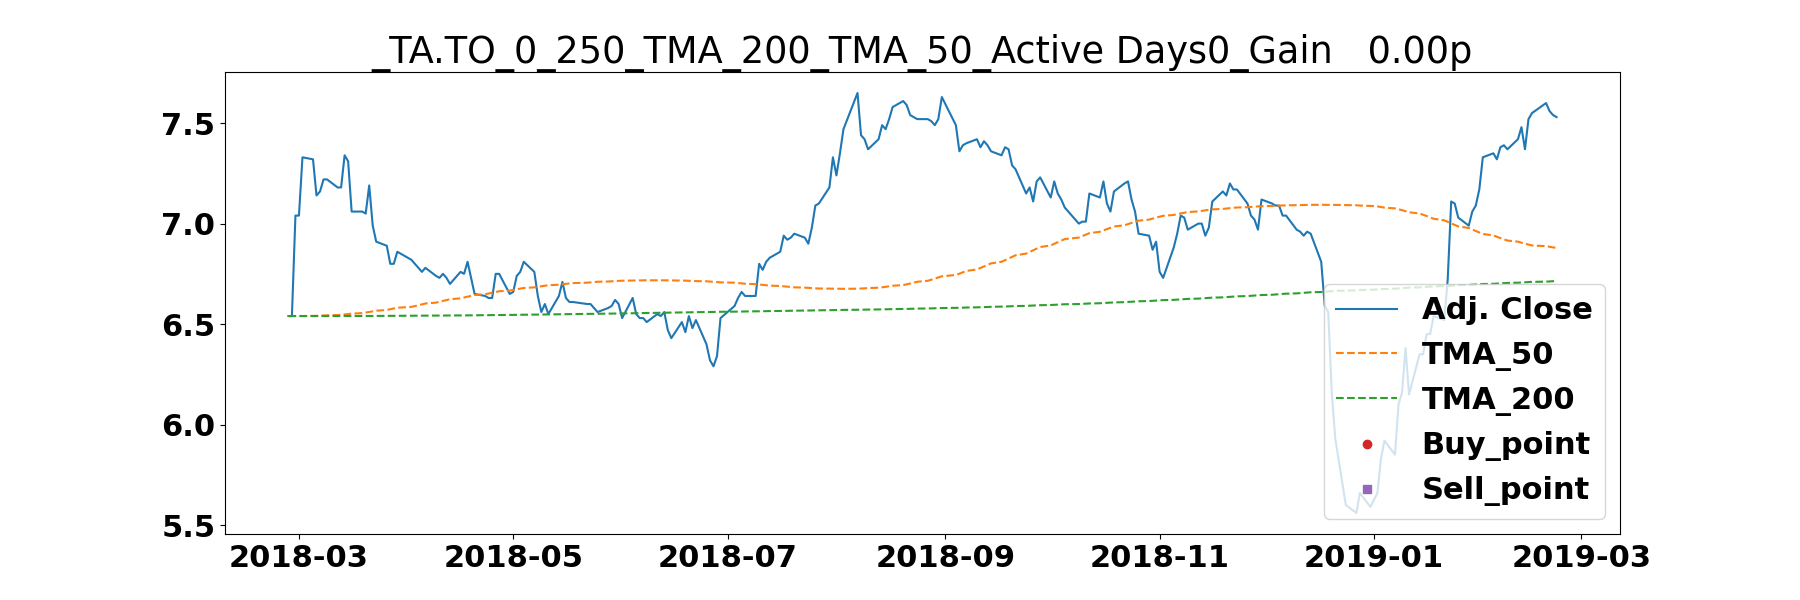 _TA.TO_0_250_TMA_200_TMA_50_Active Days0_Gain   0.00p
7.5
7.0
6.5
6.0
5.5
Adj. Close
TMA_50
TMA_200
Buy_point
Sell_point
2018-03 2018-05 2018-07 2018-09 2018-11 2019-01 2019-03